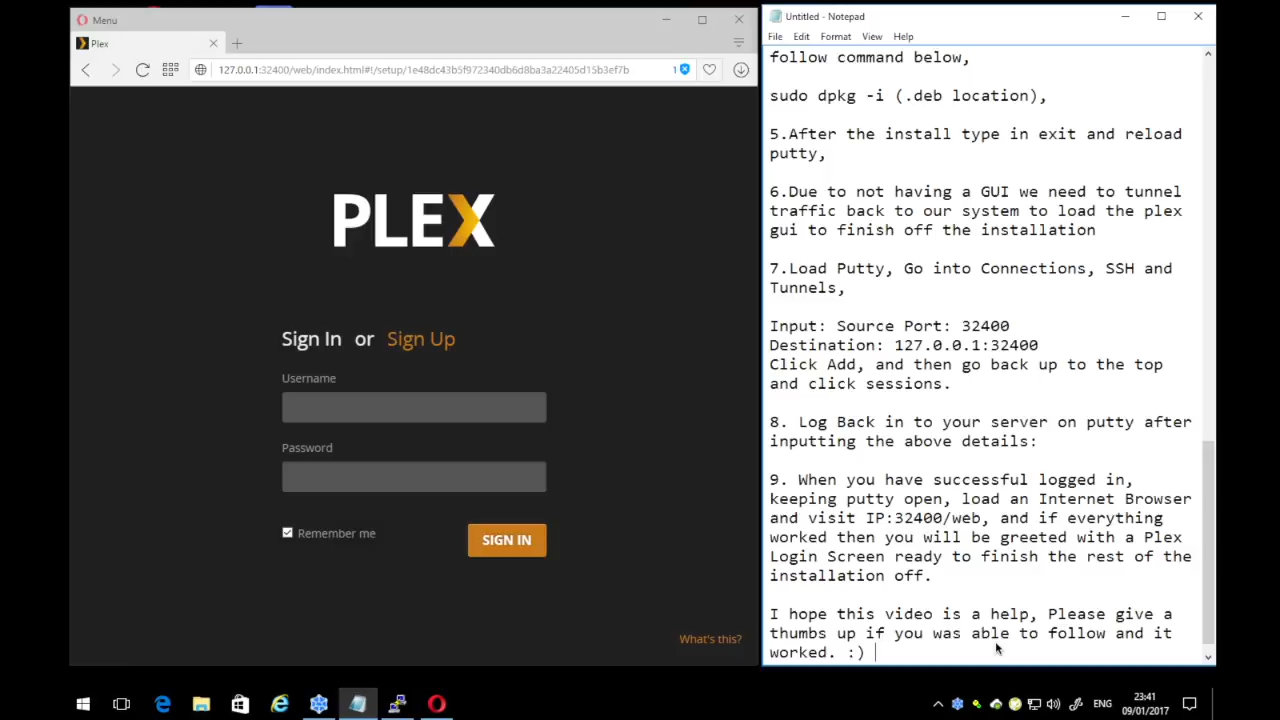 Menu
Plex
127.0.0.1:32400/web/index.html#!/setup/1e48dc43b5f972340db6d8ba3a22405d15b3ef7b
1
PLEX
Sign In or Sign Up
Username
Password
Remember me
SIGN IN
What's this?
Untitled - Notepad
File Edit Format View Help
follow command below,
sudo dpkg -i (.deb location),
5.After the install type in exit and reload
putty,
6.Due to not having a GUI we need to tunnel
traffic back to our system to load the plex
gui to finish off the installation
7.Load Putty, Go into Connections, SSH and
Tunnels,
Input: Source Port: 32400
Destination: 127.0.0.1:32400
Click Add, and then go back up to the top
and click sessions.
8. Log Back in to your server on putty after
inputting the above details:
9. When you have successful logged in,
keeping putty open, load an Internet Browser
and visit IP:32400/web, and if everything
worked then you will be greeted with a Plex
Login Screen ready to finish the rest of the
installation off.
I hope this video is a help, Please give a
thumbs up if you was able to follow and it
worked. :)
ENG
23:41
09/01/2017